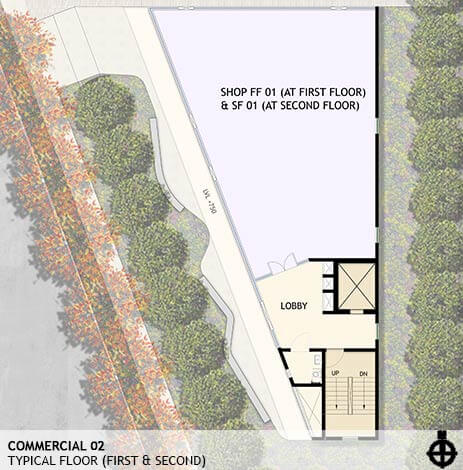 SHOP FF 01 (AT FIRST FLOOR)
& SF 01 (AT SECOND FLOOR)
LVL +750
LOBBY
UP DN
COMMERCIAL 02
TYPICAL FLOOR (FIRST & SECOND)